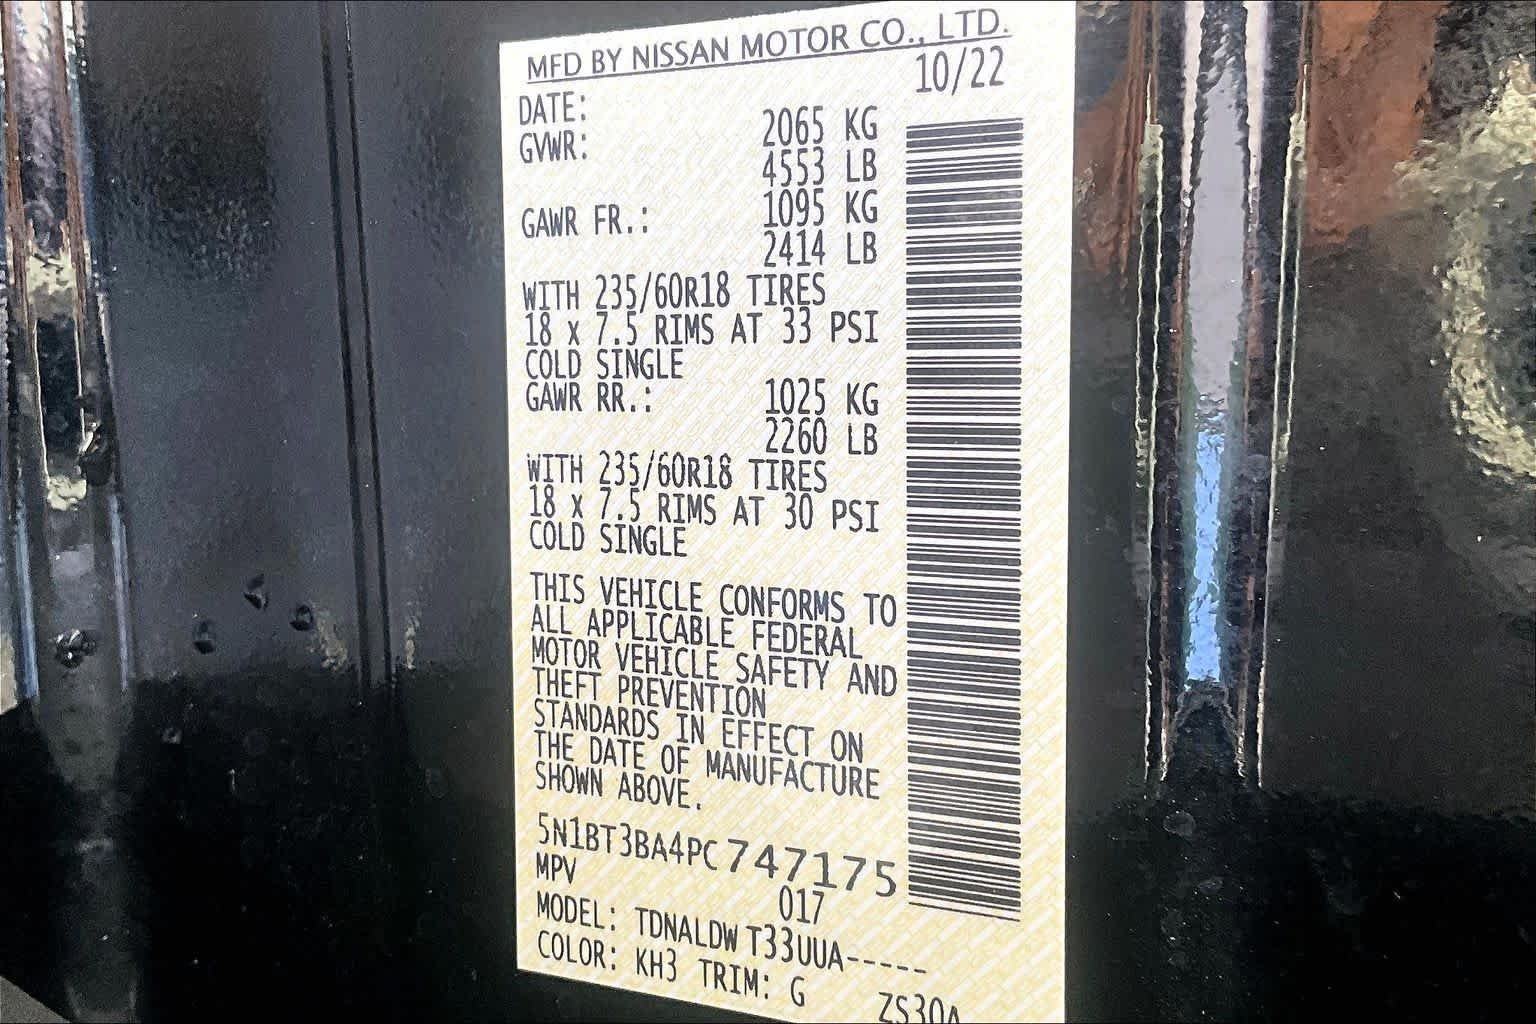 MFD BY NISSAN MOTOR CO., LTD.
DATE: 10/22
GVWR: 2065 KG
4553 LB
GAWR FR.: 1095 KG
2414 LB
WITH 235/60R18 TIRES
18 x 7.5 RIMS AT 33 PSI
COLD SINGLE
GAWR RR.: 1025 KG
2260 LB
WITH 235/60R18 TIRES
18 x 7.5 RIMS AT 30 PSI
COLD SINGLE
THIS VEHICLE CONFORMS TO
ALL APPLICABLE FEDERAL
MOTOR VEHICLE SAFETY AND
THEFT PREVENTION
STANDARDS IN EFFECT ON
THE DATE OF MANUFACTURE
SHOWN ABOVE.
5N1BT3BA4PC747175
MPV 017
MODEL: TDNALDWT33UUA-----
COLOR: KH3 TRIM: G ZS30A